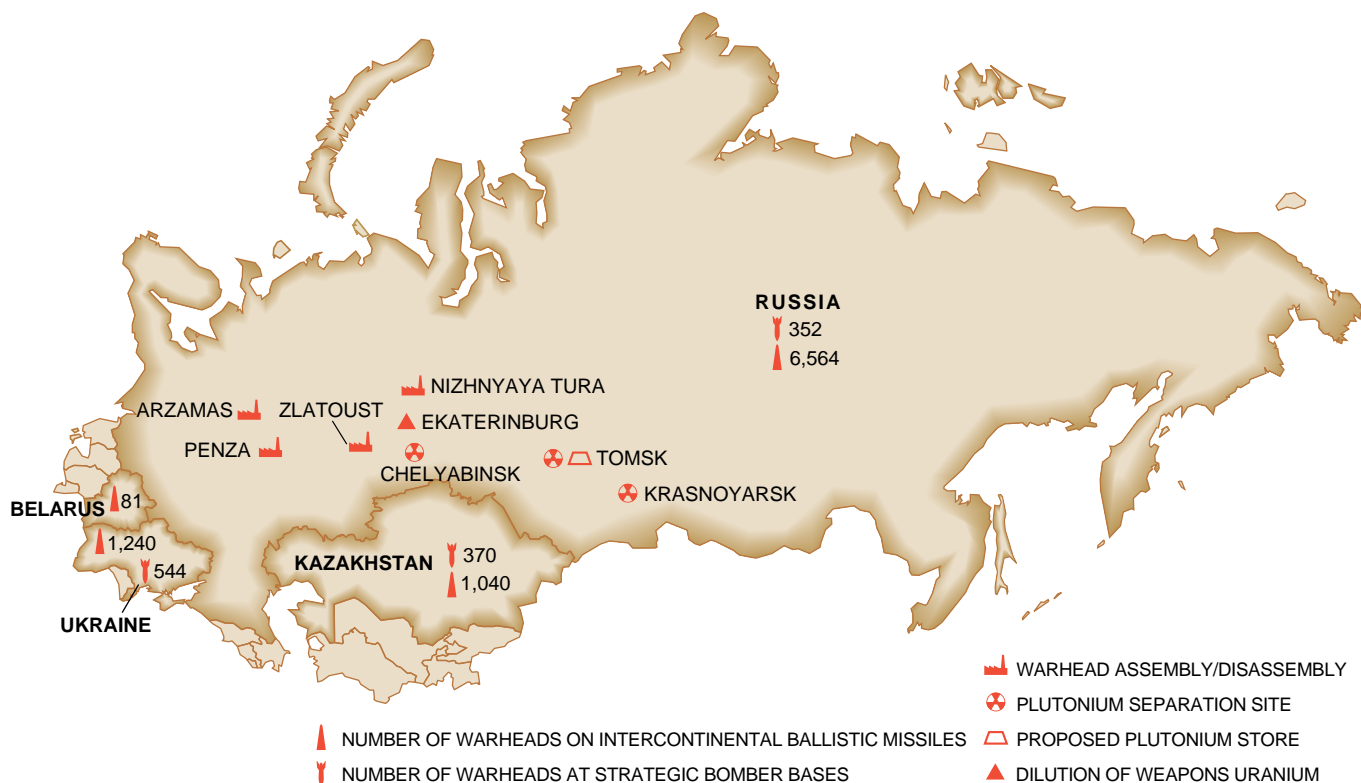 RUSSIA
352
6,564
NIZHNYAYA TURA
ARZAMAS
ZLATOUST
EKATERINBURG
PENZA
CHELYABINSK
TOMSK
KRASNOYARSK
BELARUS
81
1,240
544
UKRAINE
KAZAKHSTAN
370
1,040
WARHEAD ASSEMBLY/DISASSEMBLY
PLUTONIUM SEPARATION SITE
NUMBER OF WARHEADS ON INTERCONTINENTAL BALLISTIC MISSILES
PROPOSED PLUTONIUM STORE
NUMBER OF WARHEADS AT STRATEGIC BOMBER BASES
DILUTION OF WEAPONS URANIUM